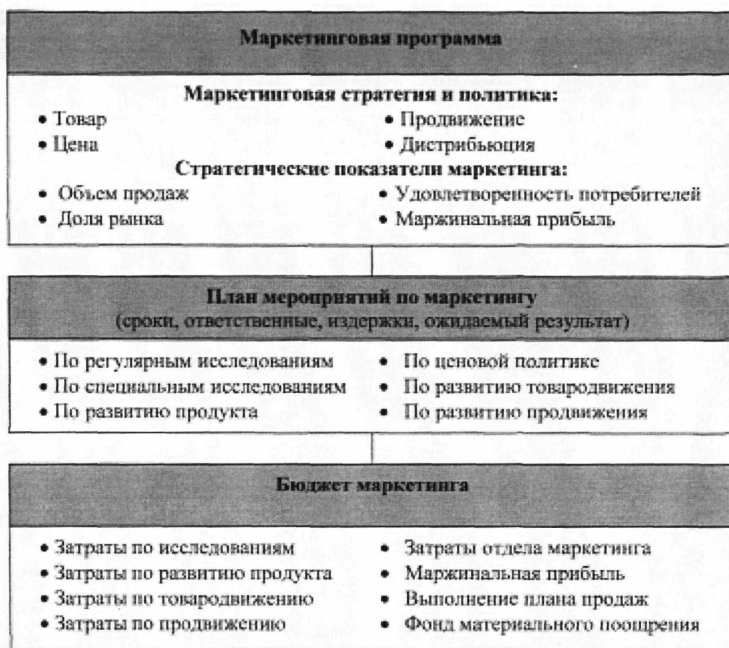 Маркетинговая программа
Маркетинговая стратегия и политика:
• Товар • Продвижение
• Цена • Дистрибьюция
Стратегические показатели маркетинга:
• Объем продаж • Удовлетворенность потребителей
• Доля рынка • Маржинальная прибыль
План мероприятий по маркетингу
(сроки, ответственные, издержки, ожидаемый результат)
• По регулярным исследованиям • По ценовой политике
• По специальным исследованиям • По развитию товародвижения
• По развитию продукта • По развитию продвижения
Бюджет маркетинга
• Затраты по исследованиям • Затраты отдела маркетинга
• Затраты по развитию продукта • Маржинальная прибыль
• Затраты по товародвижению • Выполнение плана продаж
• Затраты по продвижению • Фонд материального поощрения